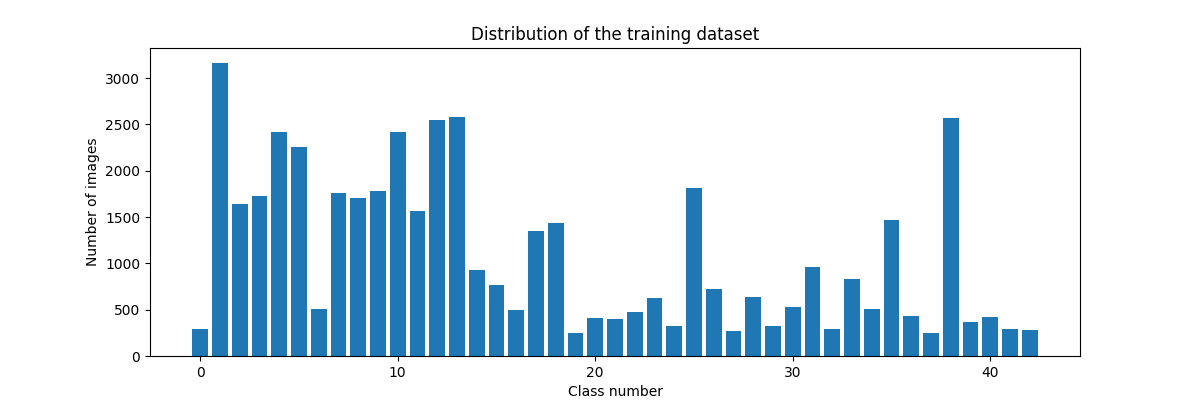 Distribution of the training dataset
3000
2500
2000
1500
1000
500
0
Number of images
0 10 20 30 40
Class number